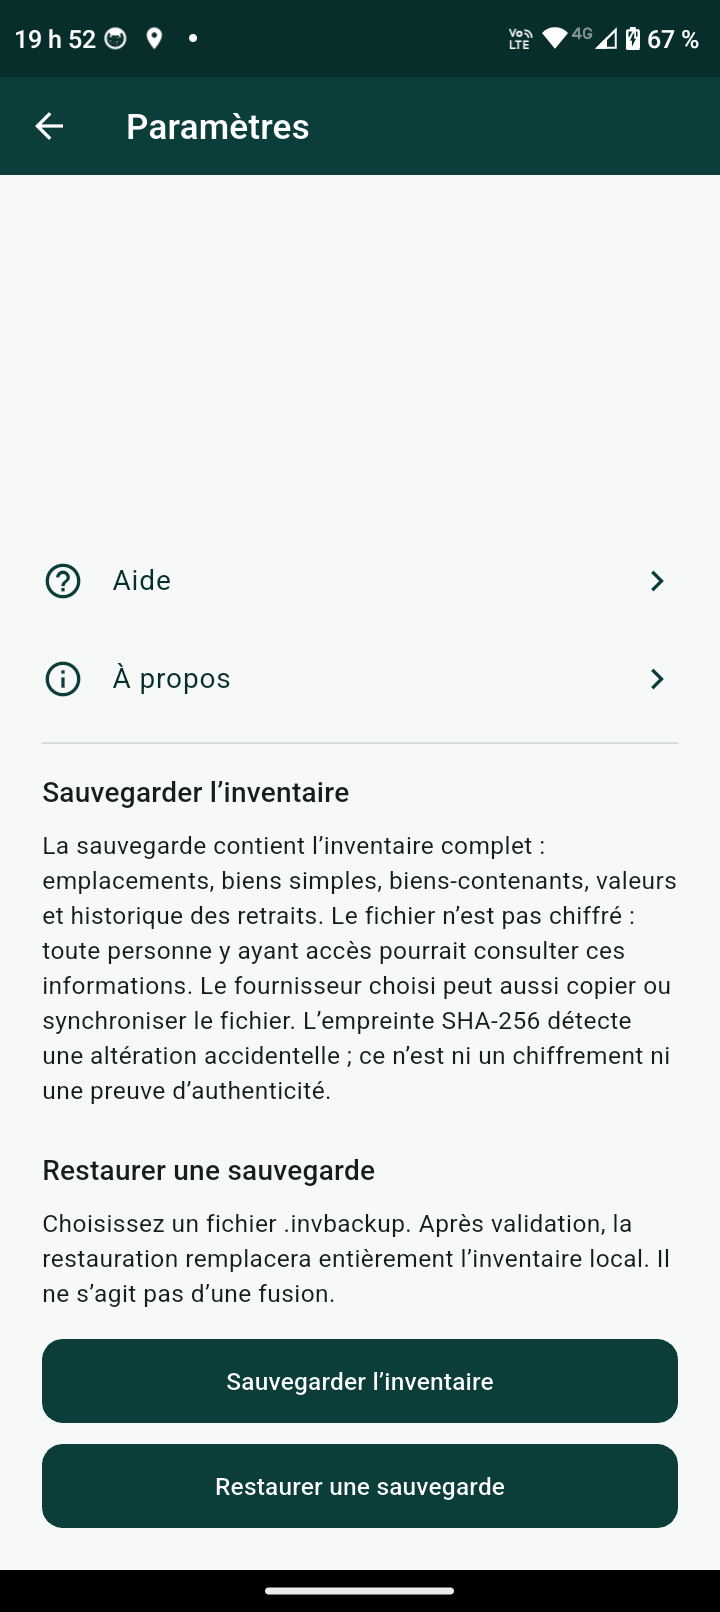 19 h 52
Vo LTE 4G 67 %
Paramètres
Aide
À propos
Sauvegarder l’inventaire
La sauvegarde contient l’inventaire complet :
emplacements, biens simples, biens-contenants, valeurs
et historique des retraits. Le fichier n’est pas chiffré :
toute personne y ayant accès pourrait consulter ces
informations. Le fournisseur choisi peut aussi copier ou
synchroniser le fichier. L’empreinte SHA-256 détecte
une altération accidentelle ; ce n’est ni un chiffrement ni
une preuve d’authenticité.
Restaurer une sauvegarde
Choisissez un fichier .invbackup. Après validation, la
restauration remplacera entièrement l’inventaire local. Il
ne s’agit pas d’une fusion.
Sauvegarder l’inventaire
Restaurer une sauvegarde